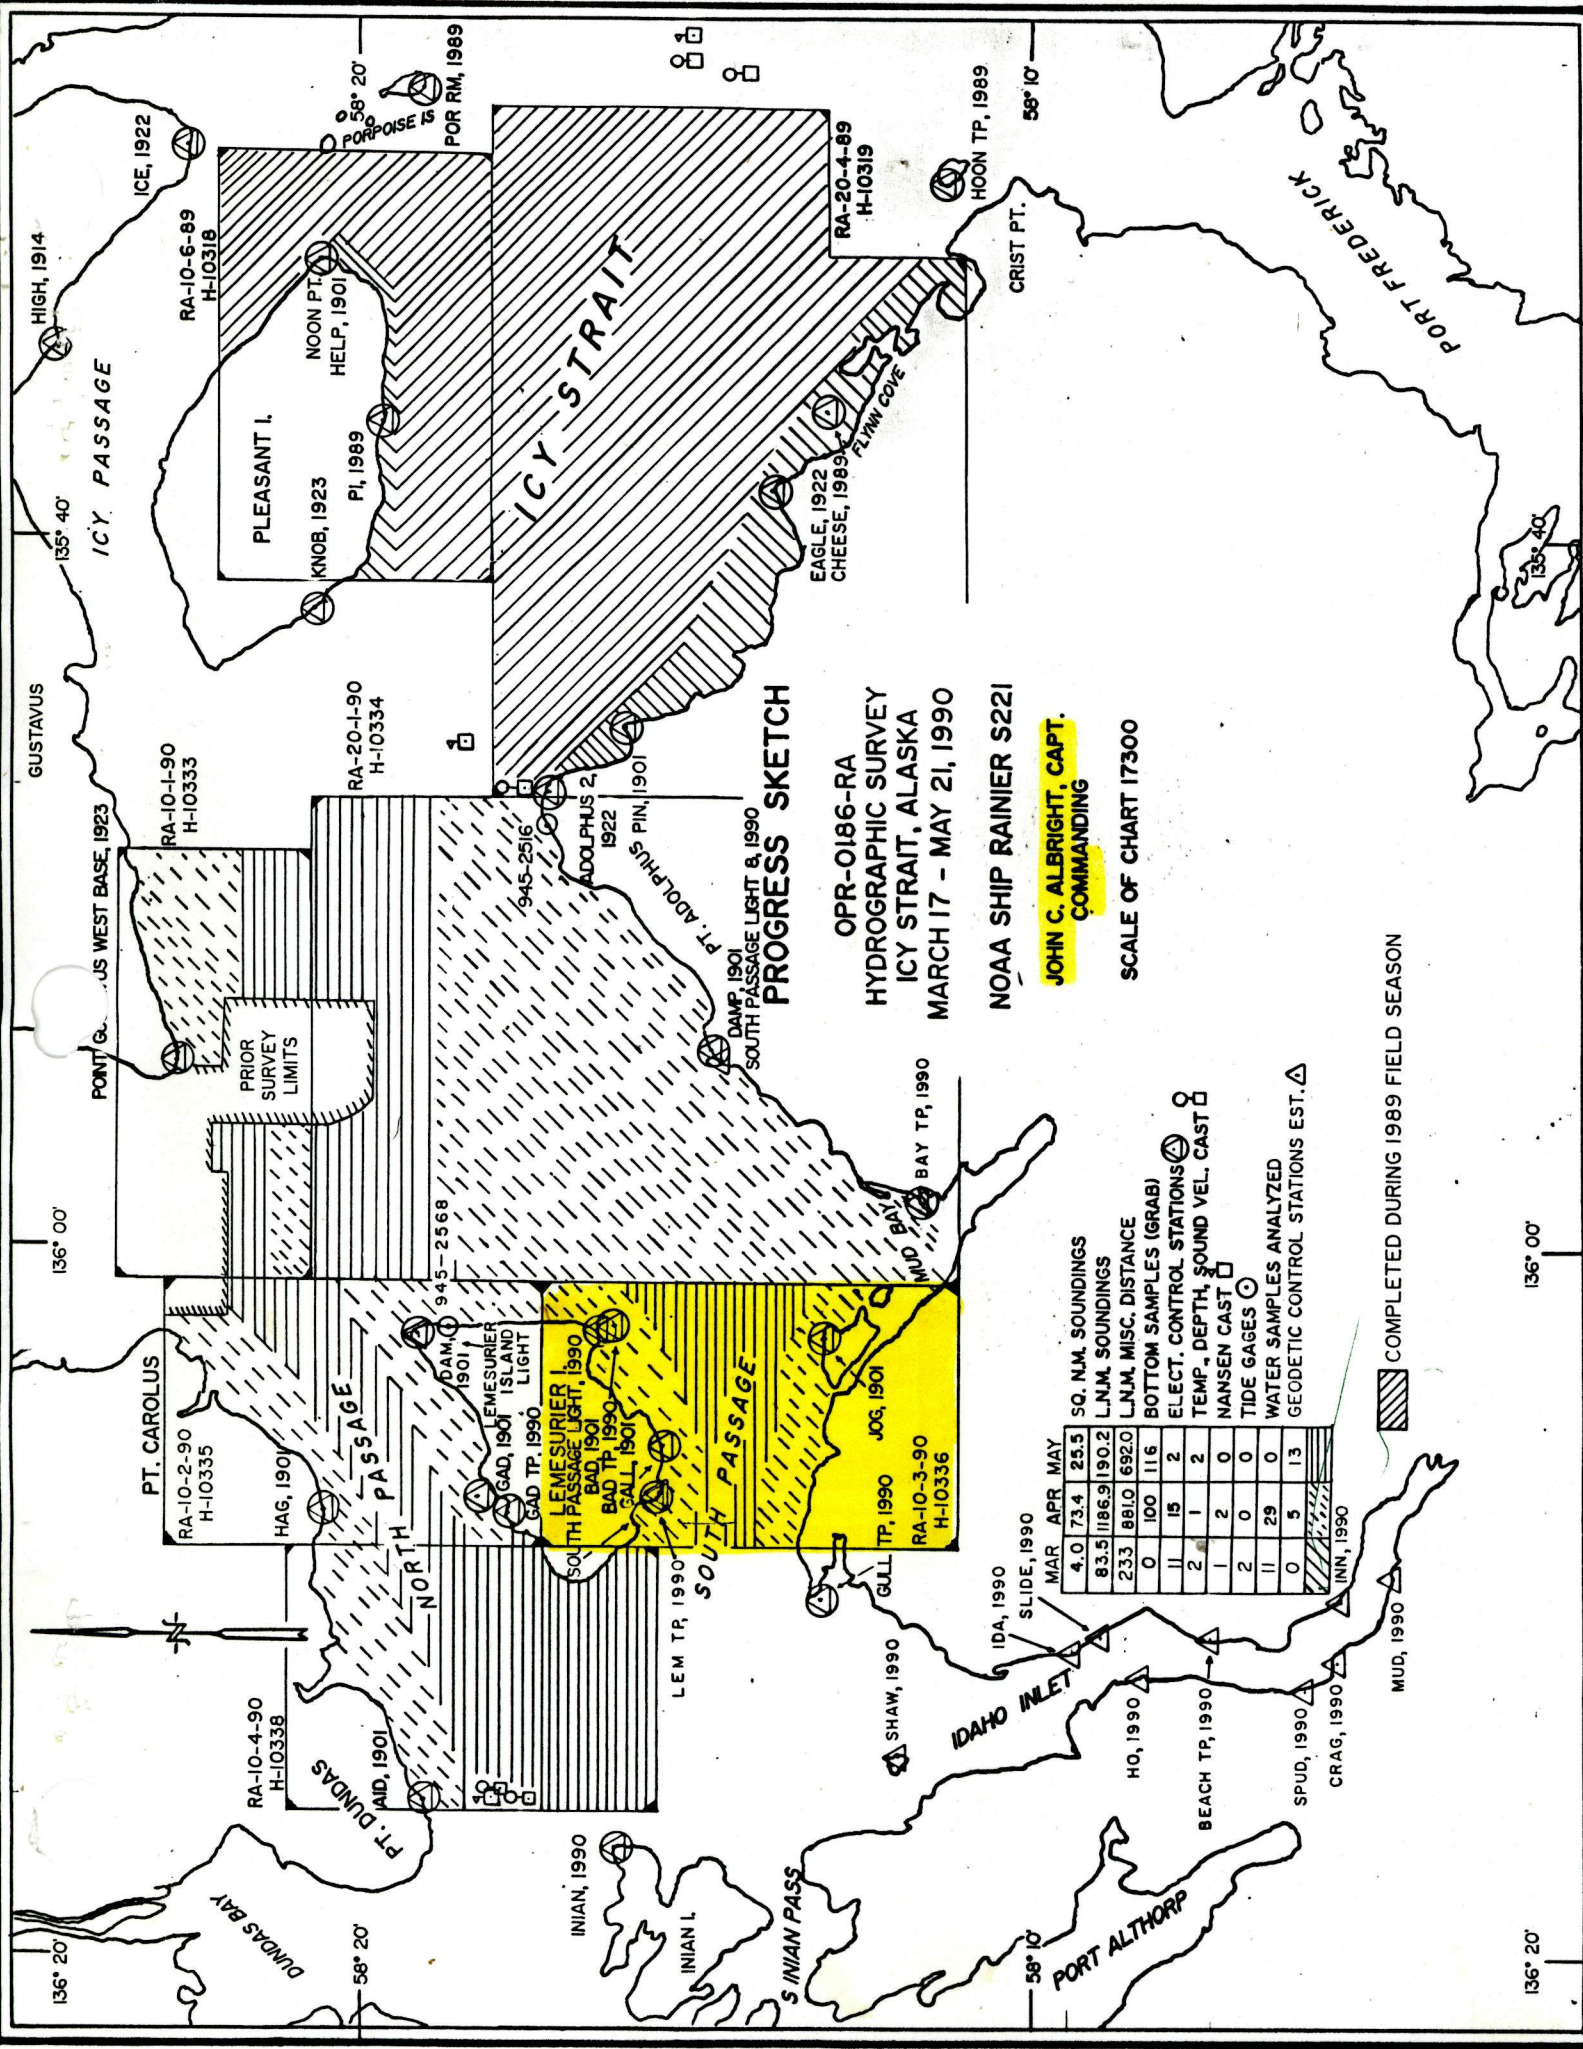 136° 20'
136° 00'
135° 40'
GUSTAVUS
HIGH, 1914
ICY PASSAGE
ICE, 1922
DUNDAS BAY
PT. CAROLUS
RA-10-2-90
H-10335
US WEST BASE, 1923
RA-10-1-90
H-10333
RA-10-6-89
H-10318
RA-10-4-90
H-10338
HAG, 1901
PRIOR
SURVEY
LIMITS
PLEASANT I.
NOON PT.
HELP, 1901
KNOB, 1923
PI, 1989
PORPOISE IS
58° 20'
58° 20'
POR RM, 1989
RA-20-1-90
H-10334
PT. DUNDAS
AID, 1901
NORTH PASSAGE
945-2568
DAM, 1901
LEMESURIER
ISLAND
LIGHT
GAD, 1901
GAD TP, 1990
LEMESURIER I.
SOUTH PASSAGE LIGHT, 1990
BAD, 1901
BAD TP, 1990
GALL, 1901
ICY STRAIT
945-2516
ADOLPHUS 2,
1922
PIN, 1901
PT. ADOLPHUS
INIAN, 1990
INIAN I.
S INIAN PASS
LEM TP, 1990
SOUTH PASSAGE
DAMP, 1901
SOUTH PASSAGE LIGHT 8, 1990
JOG, 1901
GULL TP, 1990
RA-10-3-90
H-10336
MUD BAY
BAY TP, 1990
EAGLE, 1922
CHEESE, 1989
FLYNN COVE
RA-20-4-89
H-10319
HOON TP, 1989
CRIST PT.
58° 10'
58° 10'
PROGRESS SKETCH
OPR-O186-RA
HYDROGRAPHIC SURVEY
ICY STRAIT, ALASKA
MARCH 17 - MAY 21, 1990
NOAA SHIP RAINIER S221
JOHN C. ALBRIGHT, CAPT.
COMMANDING
SCALE OF CHART 17300
SHAW, 1990
IDAHO INLET
IDA, 1990
SLIDE, 1990
HO, 1990
BEACH TP, 1990
SPUD, 1990
CRAG, 1990
INN, 1990
MUD, 1990
PORT ALTHORP
PORT FREDERICK
MAR APR MAY
4.0 73.4 25.5 SQ. N.M. SOUNDINGS
83.5 1186.9 190.2 L.N.M. SOUNDINGS
233 881.0 692.0 L.N.M. MISC. DISTANCE
0 100 116 BOTTOM SAMPLES (GRAB)
11 15 2 ELECT. CONTROL STATIONS
2 1 2 TEMP., DEPTH, SOUND VEL. CAST
1 2 0 NANSEN CAST
2 0 0 TIDE GAGES
11 29 0 WATER SAMPLES ANALYZED
0 5 13 GEODETIC CONTROL STATIONS EST.
COMPLETED DURING 1989 FIELD SEASON
136° 20'
136° 00'
135° 40'